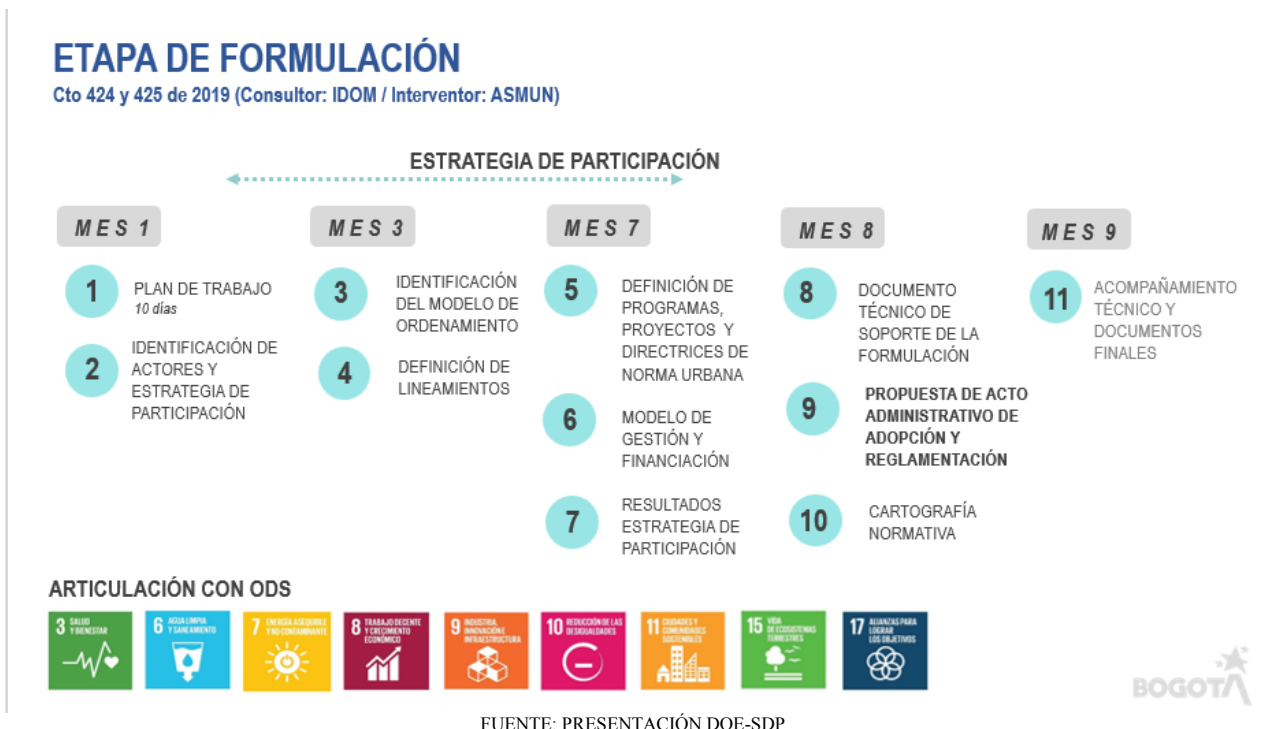 ETAPA DE FORMULACIÓN
Cto 424 y 425 de 2019 (Consultor: IDOM / Interventor: ASMUN)
ESTRATEGIA DE PARTICIPACIÓN
MES 1
1
PLAN DE TRABAJO
10 días
2
IDENTIFICACIÓN DE
ACTORES Y
ESTRATEGIA DE
PARTICIPACIÓN
MES 3
3
IDENTIFICACIÓN
DEL MODELO DE
ORDENAMIENTO
4
DEFINICIÓN DE
LINEAMIENTOS
MES 7
5
DEFINICIÓN DE
PROGRAMAS,
PROYECTOS Y
DIRECTRICES DE
NORMA URBANA
6
MODELO DE
GESTIÓN Y
FINANCIACIÓN
7
RESULTADOS
ESTRATEGIA DE
PARTICIPACIÓN
MES 8
8
DOCUMENTO
TÉCNICO DE
SOPORTE DE LA
FORMULACIÓN
9
PROPUESTA DE ACTO
ADMINISTRATIVO DE
ADOPCIÓN Y
REGLAMENTACIÓN
10
CARTOGRAFÍA
NORMATIVA
MES 9
11
ACOMPAÑAMIENTO
TÉCNICO Y
DOCUMENTOS
FINALES
ARTICULACIÓN CON ODS
3 SALUD
Y BIENESTAR
6 AGUA LIMPIA
Y SANEAMIENTO
7 ENERGÍA ASEQUIBLE
Y NO CONTAMINANTE
8 TRABAJO DECENTE
Y CRECIMIENTO
ECONÓMICO
9 INDUSTRIA,
INNOVACIÓN E
INFRAESTRUCTURA
10 REDUCCIÓN DE LAS
DESIGUALDADES
11 CIUDADES Y
COMUNIDADES
SOSTENIBLES
15 VIDA
DE ECOSISTEMAS
TERRESTRES
17 ALIANZAS PARA
LOGRAR
LOS OBJETIVOS
BOGOTÁ
FUENTE: PRESENTACIÓN DOE-SDP